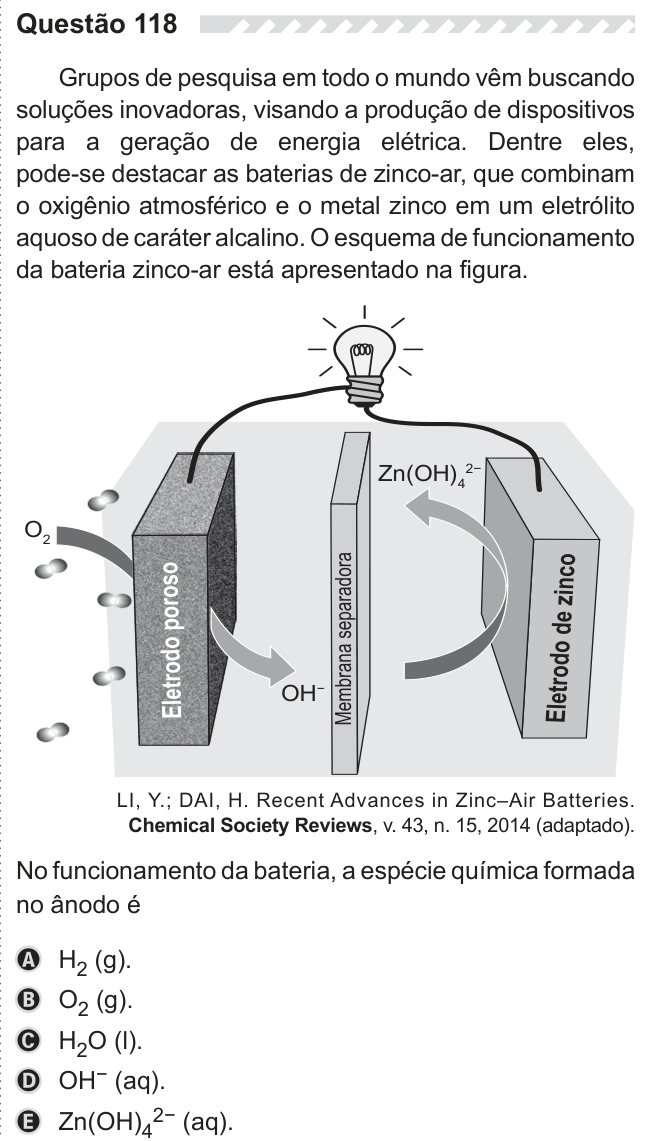 Questão 118
Grupos de pesquisa em todo o mundo vêm buscando
soluções inovadoras, visando a produção de dispositivos
para a geração de energia elétrica. Dentre eles,
pode-se destacar as baterias de zinco-ar, que combinam
o oxigênio atmosférico e o metal zinco em um eletrólito
aquoso de caráter alcalino. O esquema de funcionamento
da bateria zinco-ar está apresentado na figura.
O₂
Eletrodo poroso
OH⁻
Membrana separadora
Zn(OH)₄²⁻
Eletrodo de zinco
LI, Y.; DAI, H. Recent Advances in Zinc–Air Batteries.
Chemical Society Reviews, v. 43, n. 15, 2014 (adaptado).
No funcionamento da bateria, a espécie química formada
no ânodo é
A H₂ (g).
B O₂ (g).
C H₂O (l).
D OH⁻ (aq).
E Zn(OH)₄²⁻ (aq).